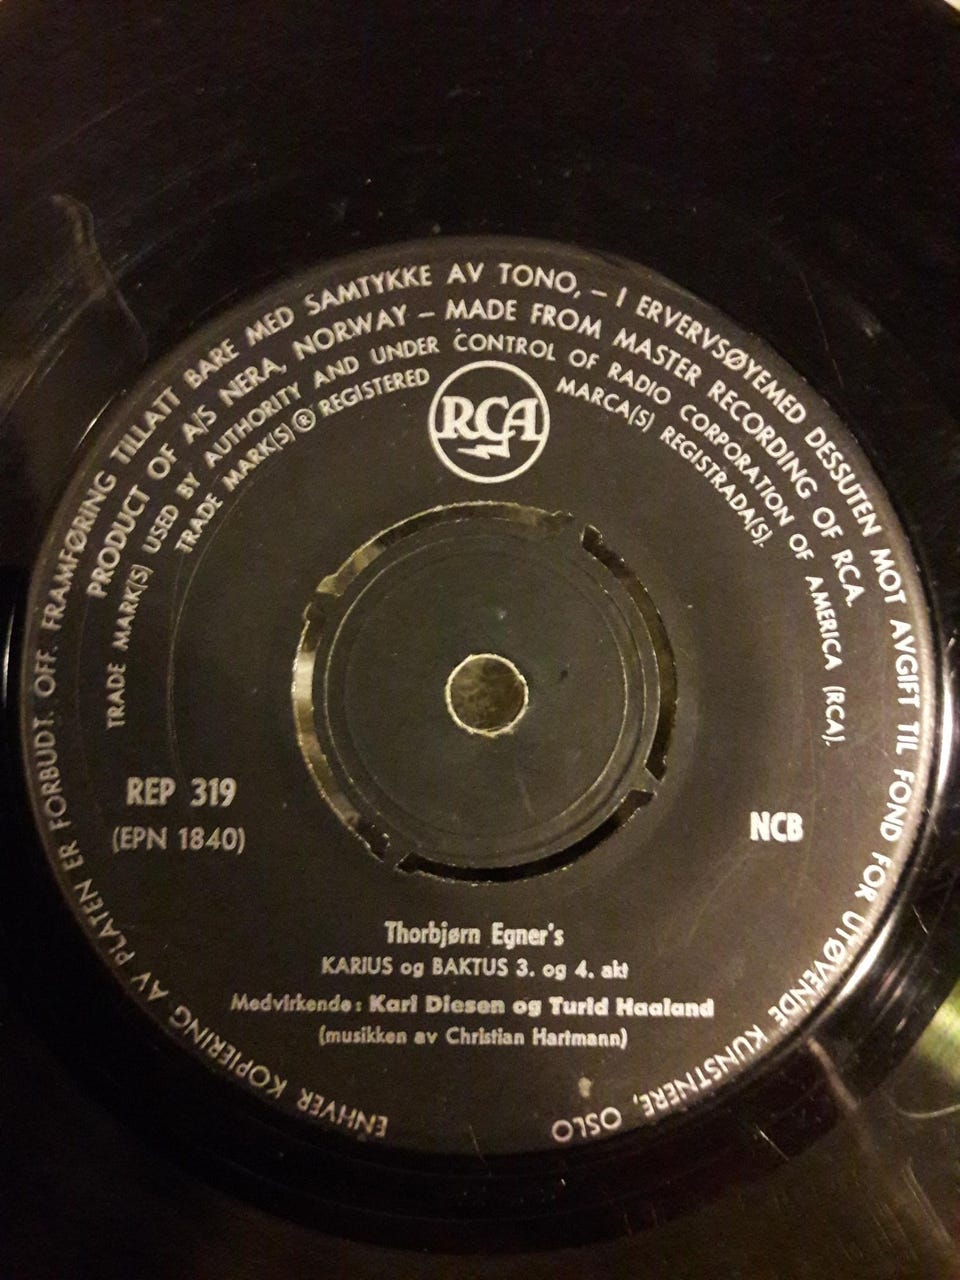 ENHVER KOPIERING AV PLATEN ER FORBUDT. OFF. FRAMFØRING TILLATT BARE MED SAMTYKKE AV TONO, – I ERVERVSØYEMED DESSUTEN MOT AVGIFT TIL FOND FOR UTØVENDE KUNSTNERE, OSLO
PRODUCT OF A/S NERA, NORWAY – MADE FROM MASTER RECORDING OF RCA.
TRADE MARK(S) USED BY AUTHORITY AND UNDER CONTROL OF RADIO CORPORATION OF AMERICA (RCA).
TRADE MARK(S) ® REGISTERED MARCA(S) REGISTRADA(S).
RCA
REP 319
(EPN 1840)
NCB
Thorbjørn Egner's
KARIUS og BAKTUS 3. og 4. akt
Medvirkende: Karl Diesen og Turid Haaland
(musikken av Christian Hartmann)